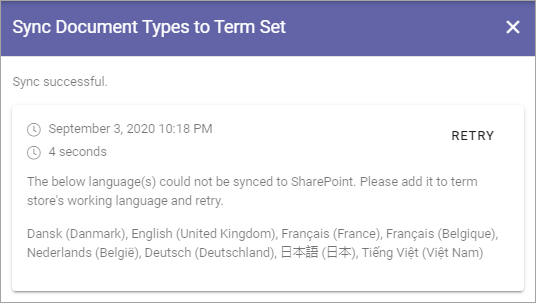 Sync Document Types to Term Set
Sync successful.
September 3, 2020 10:18 PM
RETRY
4 seconds
The below language(s) could not be synced to SharePoint. Please add it to term
store's working language and retry.
Dansk (Danmark), English (United Kingdom), Français (France), Français (Belgique),
Nederlands (België), Deutsch (Deutschland), 日本語 (日本), Tiếng Việt (Việt Nam)